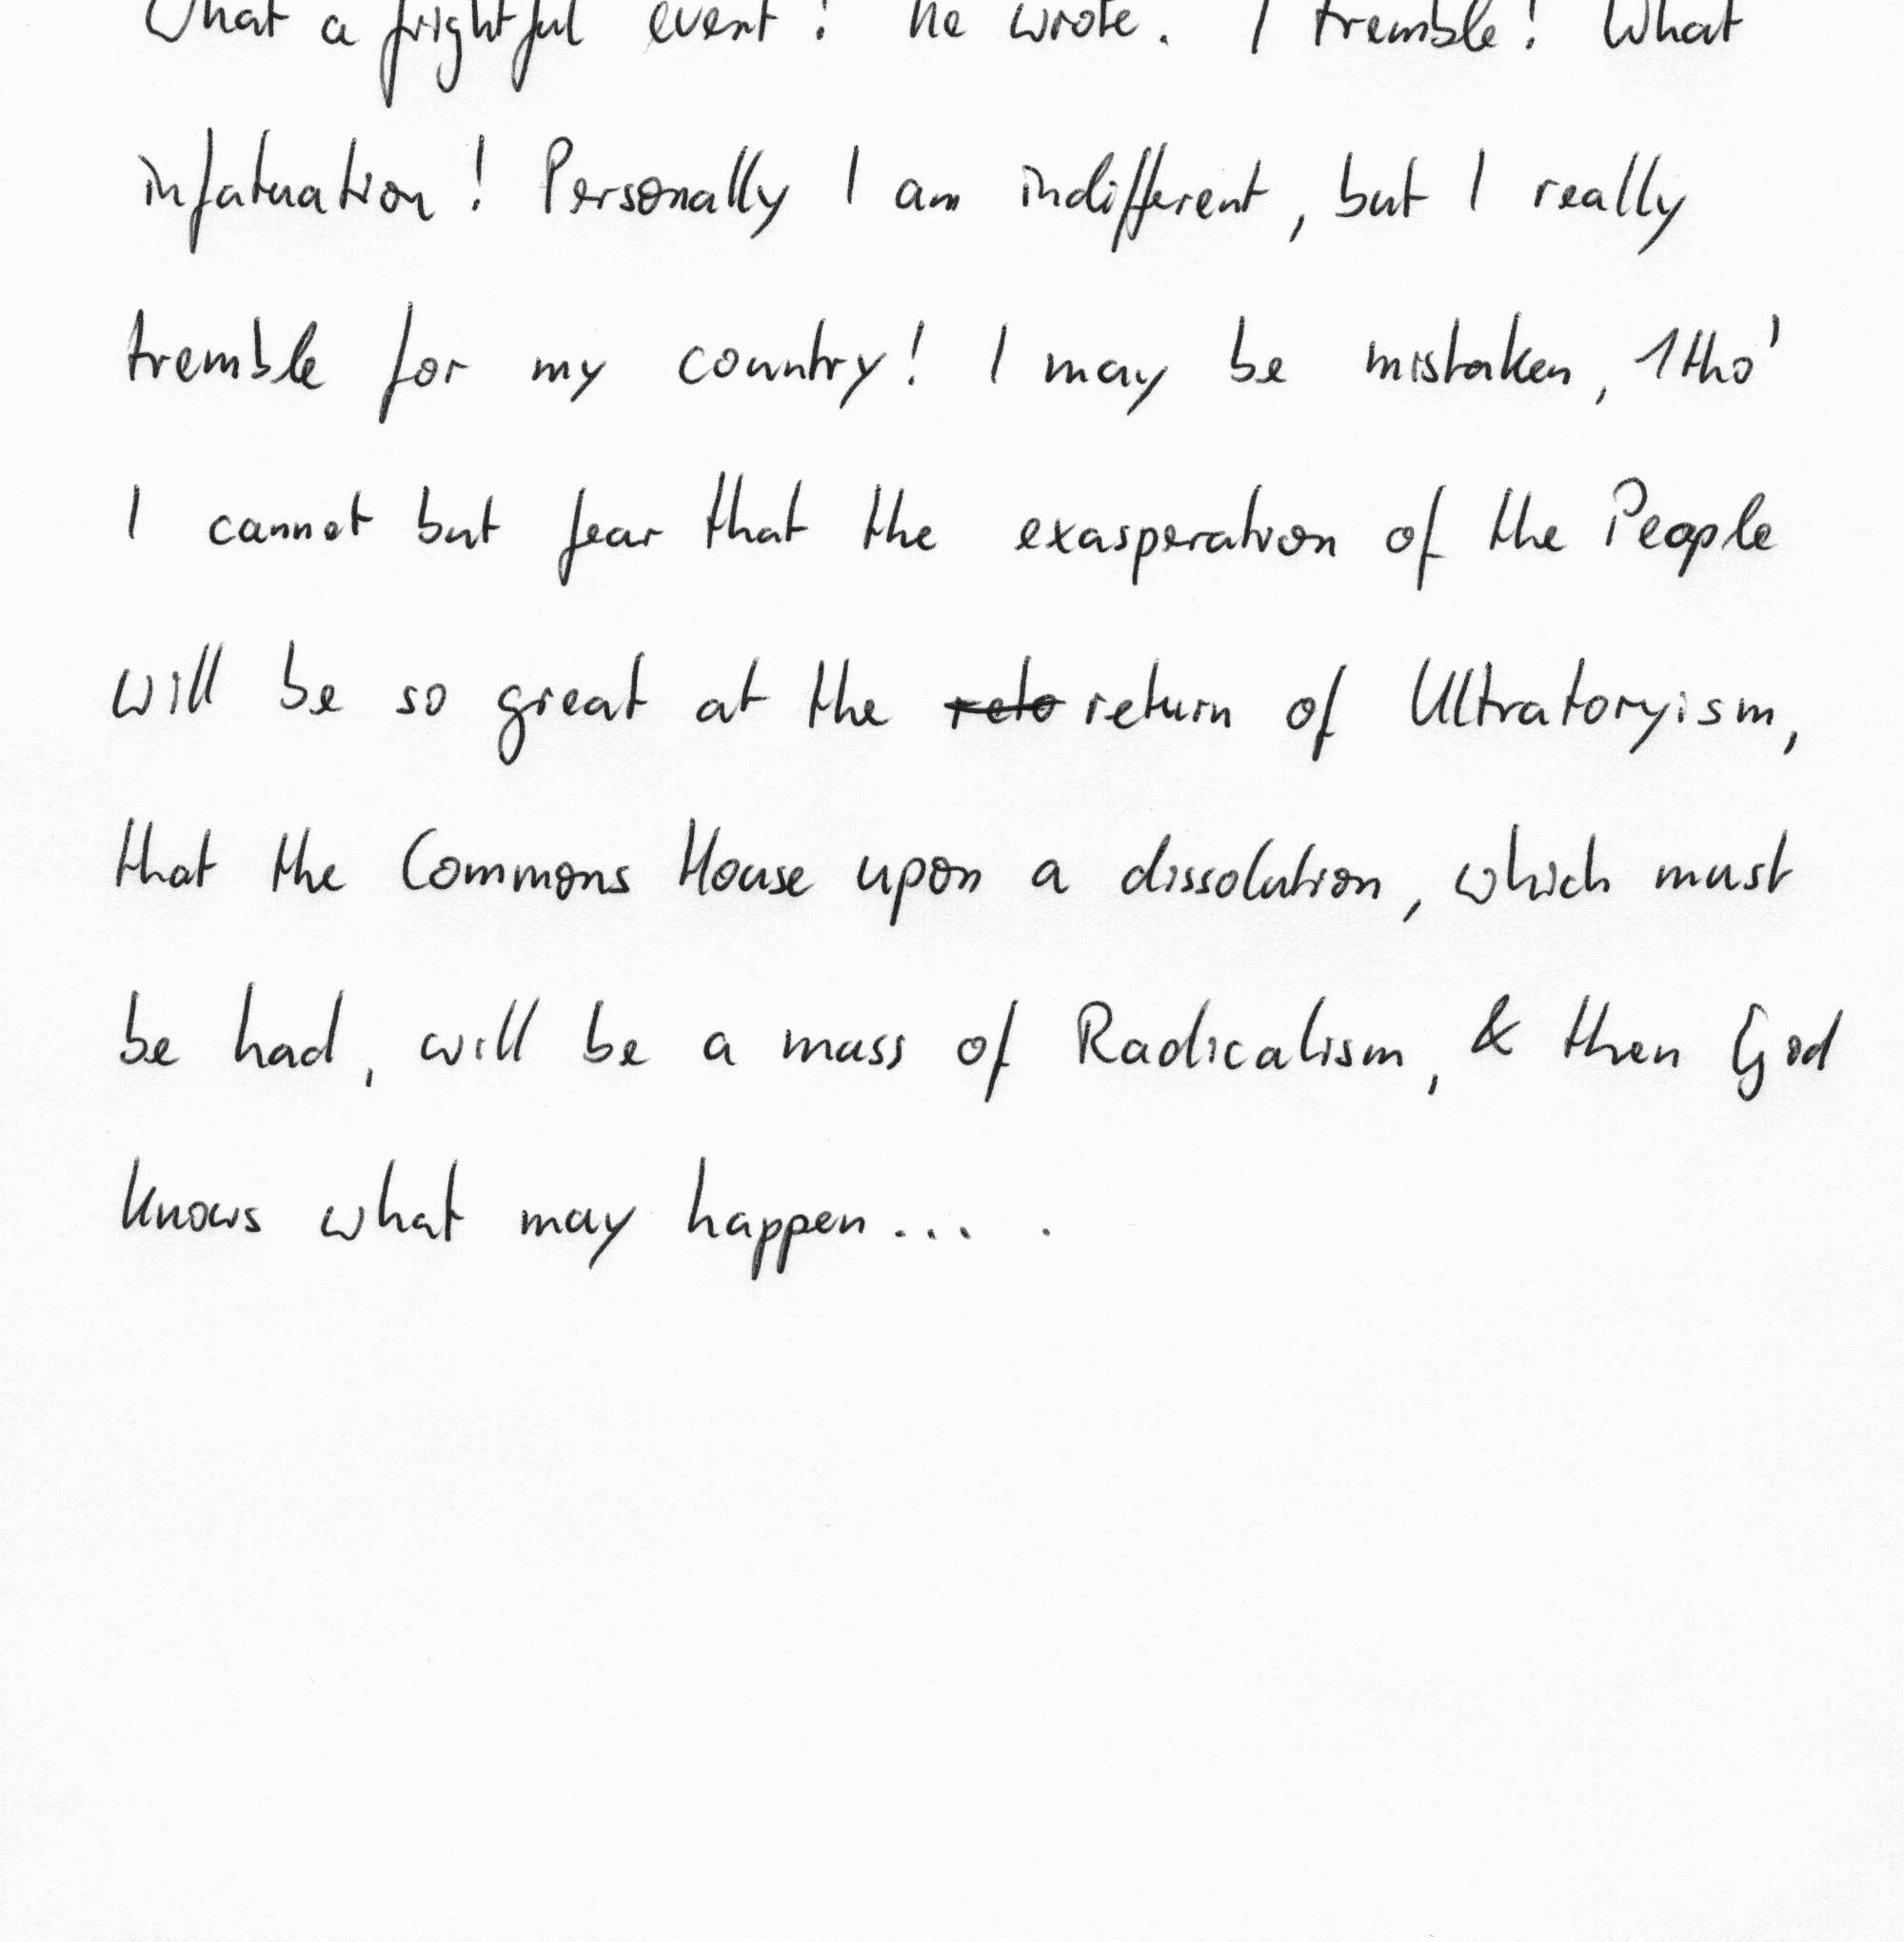 What a frightful event! he wrote. I tremble! What
infatuation! Personally I am indifferent, but I really
tremble for my country! I may be mistaken, 1tho'
I cannot but fear that the exasperation of the People
will be so great at the reto return of Ultratoryism,
that the Commons House upon a dissolution, which must
be had, will be a mass of Radicalism, & then God
knows what may happen... .